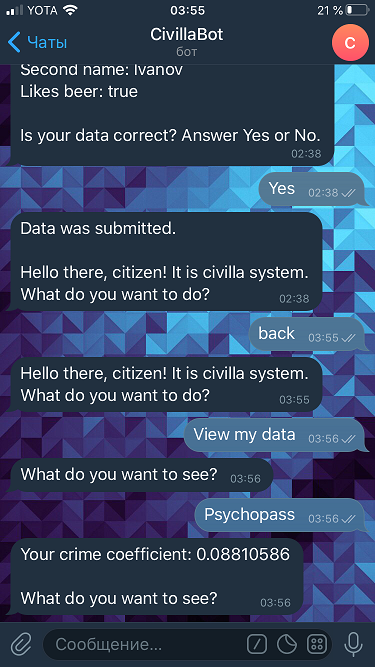 YOTA 03:55 21 %
Чаты CivillaBot C
бот
Second name: Ivanov
Likes beer: true
Is your data correct? Answer Yes or No.
02:38
Yes 02:38
Data was submitted.
Hello there, citizen! It is civilla system.
What do you want to do? 02:38
back 03:55
Hello there, citizen! It is civilla system.
What do you want to do? 03:55
View my data 03:56
What do you want to see? 03:56
Psychopass 03:56
Your crime coefficient: 0.08810586
What do you want to see? 03:56
Сообщение...